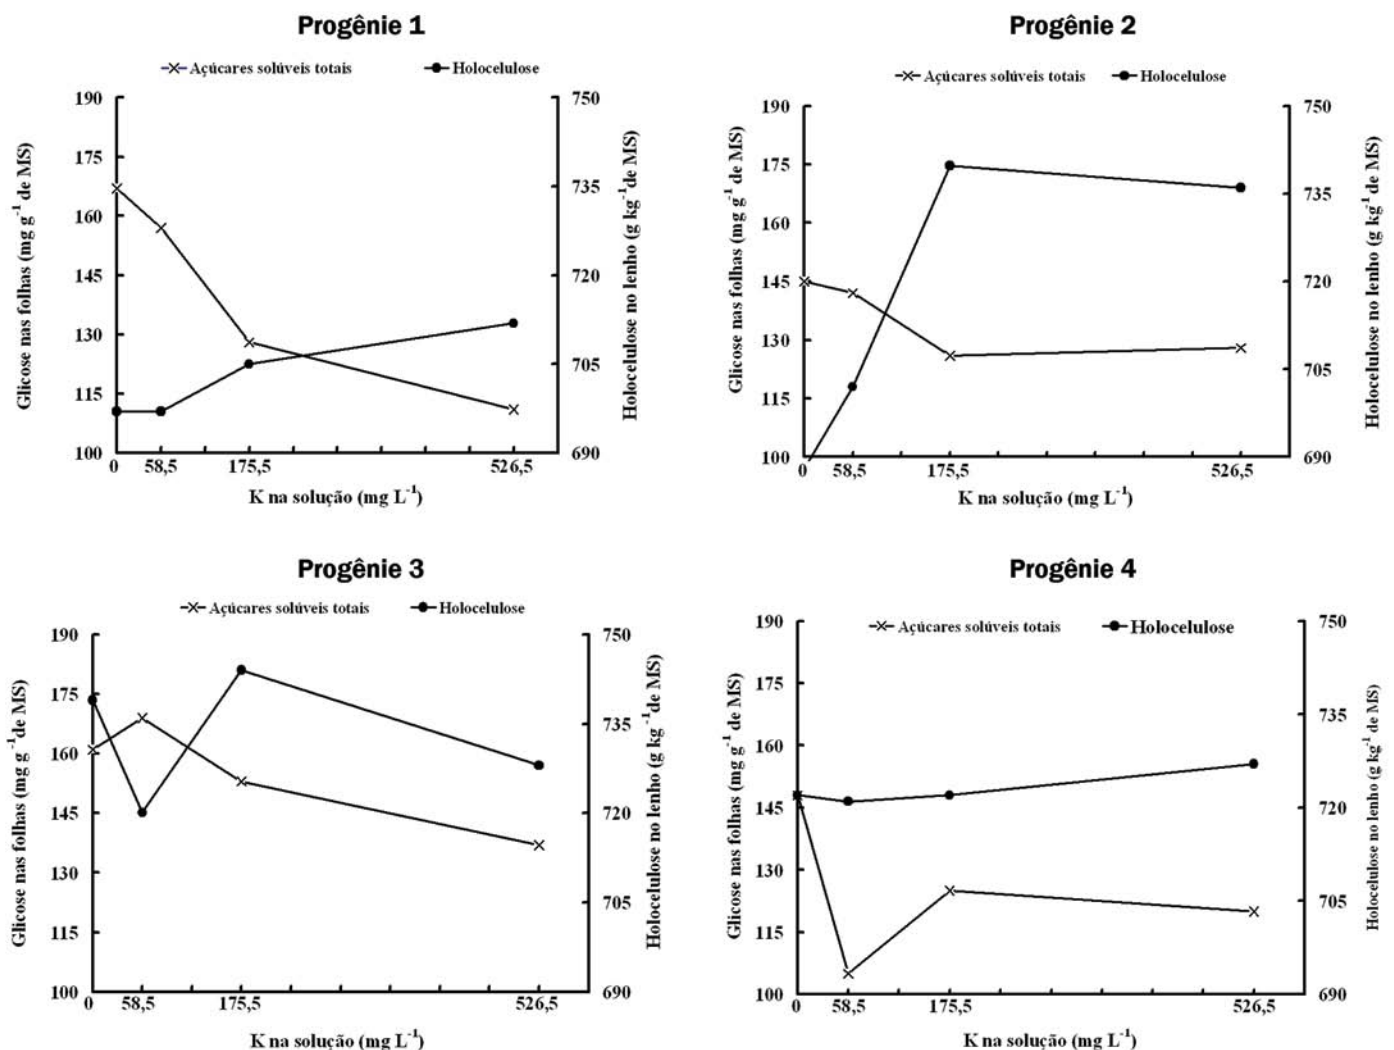 Progênie 1
Açúcares solúveis totais
Holocelulose
Glicose nas folhas (mg g⁻¹ de MS)
190
175
160
145
130
115
100
750
735
720
705
690
Holocelulose no lenho (g kg⁻¹de MS)
0 58,5 175,5 526,5
K na solução (mg L⁻¹)
Progênie 2
Açúcares solúveis totais
Holocelulose
Glicose nas folhas (mg g⁻¹ de MS)
190
175
160
145
130
115
100
750
735
720
705
690
Holocelulose no lenho (g kg⁻¹de MS)
0 58,5 175,5 526,5
K na solução (mg L⁻¹)
Progênie 3
Açúcares solúveis totais
Holocelulose
Glicose nas folhas (mg g⁻¹de MS)
190
175
160
145
130
115
100
750
735
720
705
690
Holocelulose no lenho (g kg⁻¹de MS)
0 58,5 175,5 526,5
K na solução (mg L⁻¹)
Progênie 4
Açúcares solúveis totais
Holocelulose
Glicose nas folhas (mg g⁻¹ de MS)
190
175
160
145
130
115
100
750
735
720
705
690
Holocelulose no lenho (g kg⁻¹ de MS)
0 58,5 175,5 526,5
K na solução (mg L⁻¹)